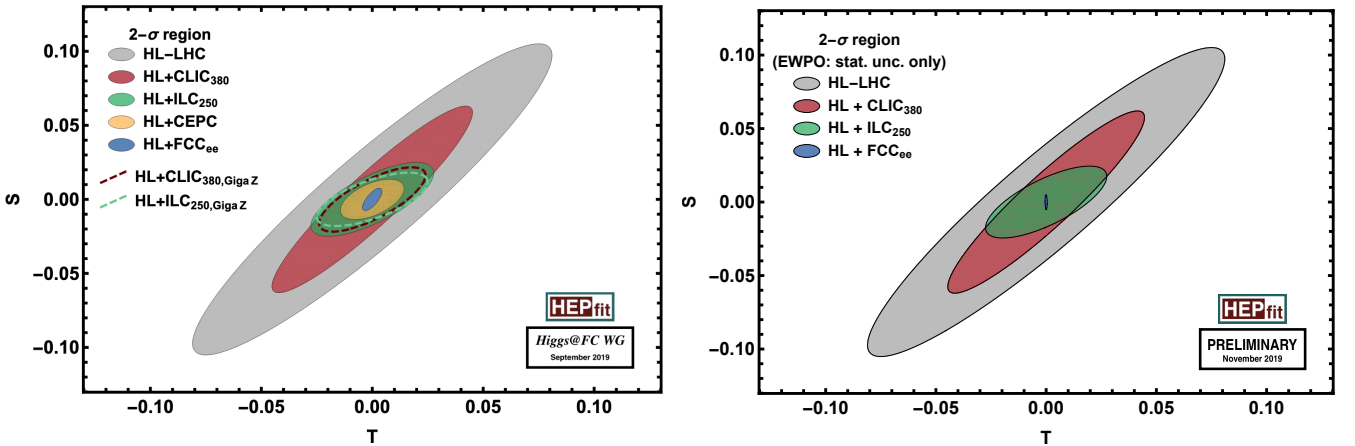 2−σ region
HL−LHC
HL+CLIC380
HL+ILC250
HL+CEPC
HL+FCCee
HL+CLIC380,Giga Z
HL+ILC250,Giga Z
0.10
0.05
0.00
−0.05
−0.10
S
−0.10
−0.05
0.00
0.05
0.10
T
HEPfit
Higgs@FC WG
September 2019
2−σ region
(EWPO: stat. unc. only)
HL−LHC
HL + CLIC380
HL + ILC250
HL + FCCee
0.10
0.05
0.00
−0.05
−0.10
S
−0.10
−0.05
0.00
0.05
0.10
T
HEPfit
PRELIMINARY
November 2019